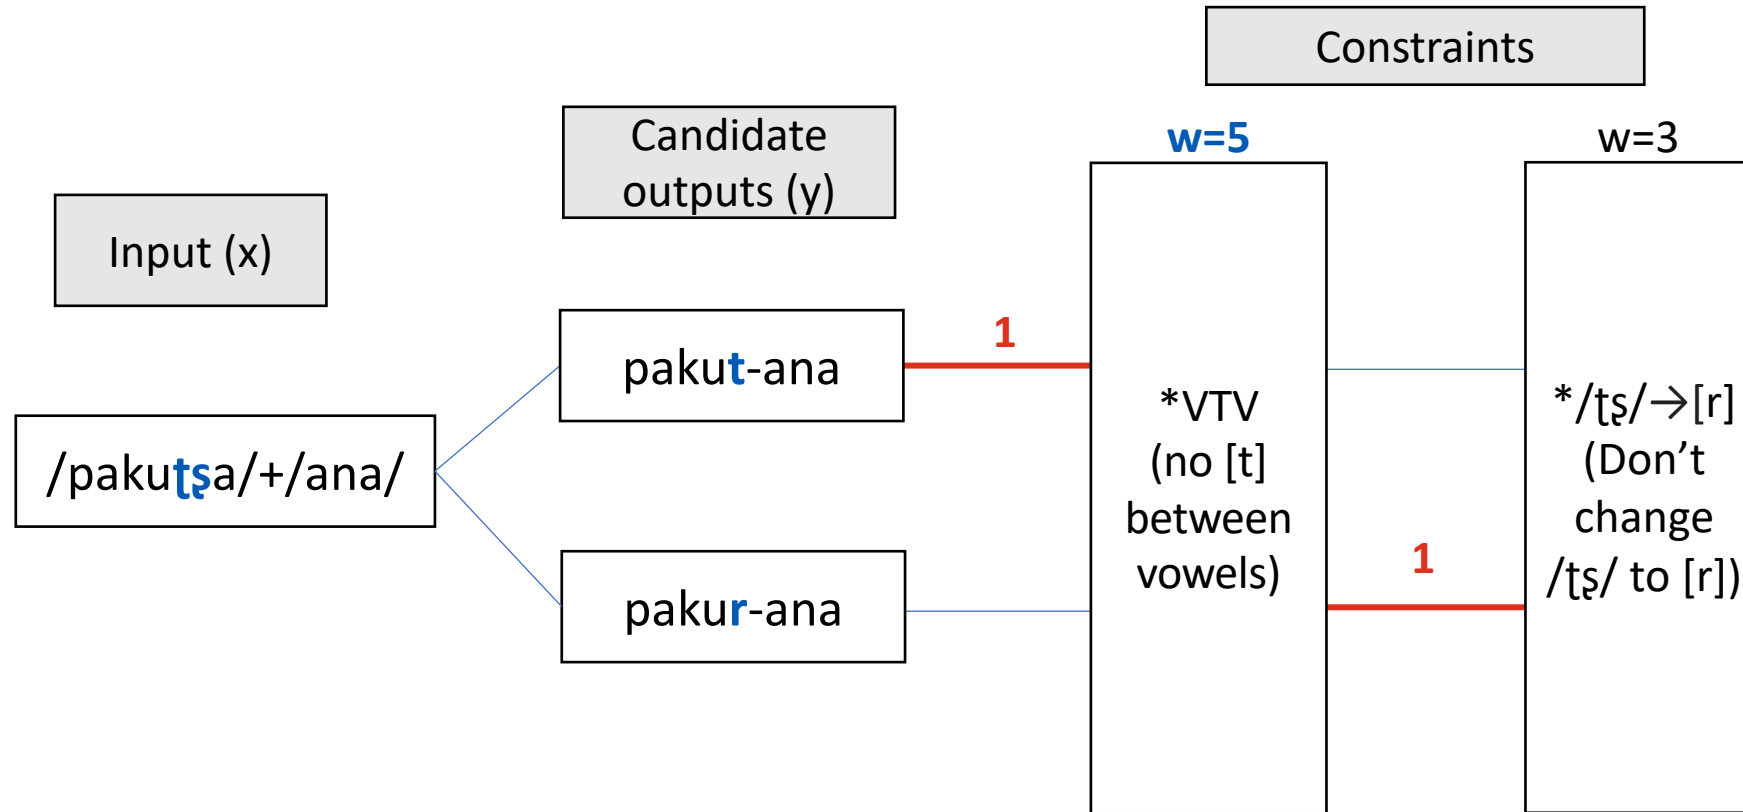 Constraints
Candidate
outputs (y)
w=5
w=3
Input (x)
pakut-ana
1
/pakuʈʂa/+/ana/
*VTV
(no [t]
between
vowels)
*/ʈʂ/→[r]
(Don’t
change
/ʈʂ/ to [r])
1
pakur-ana